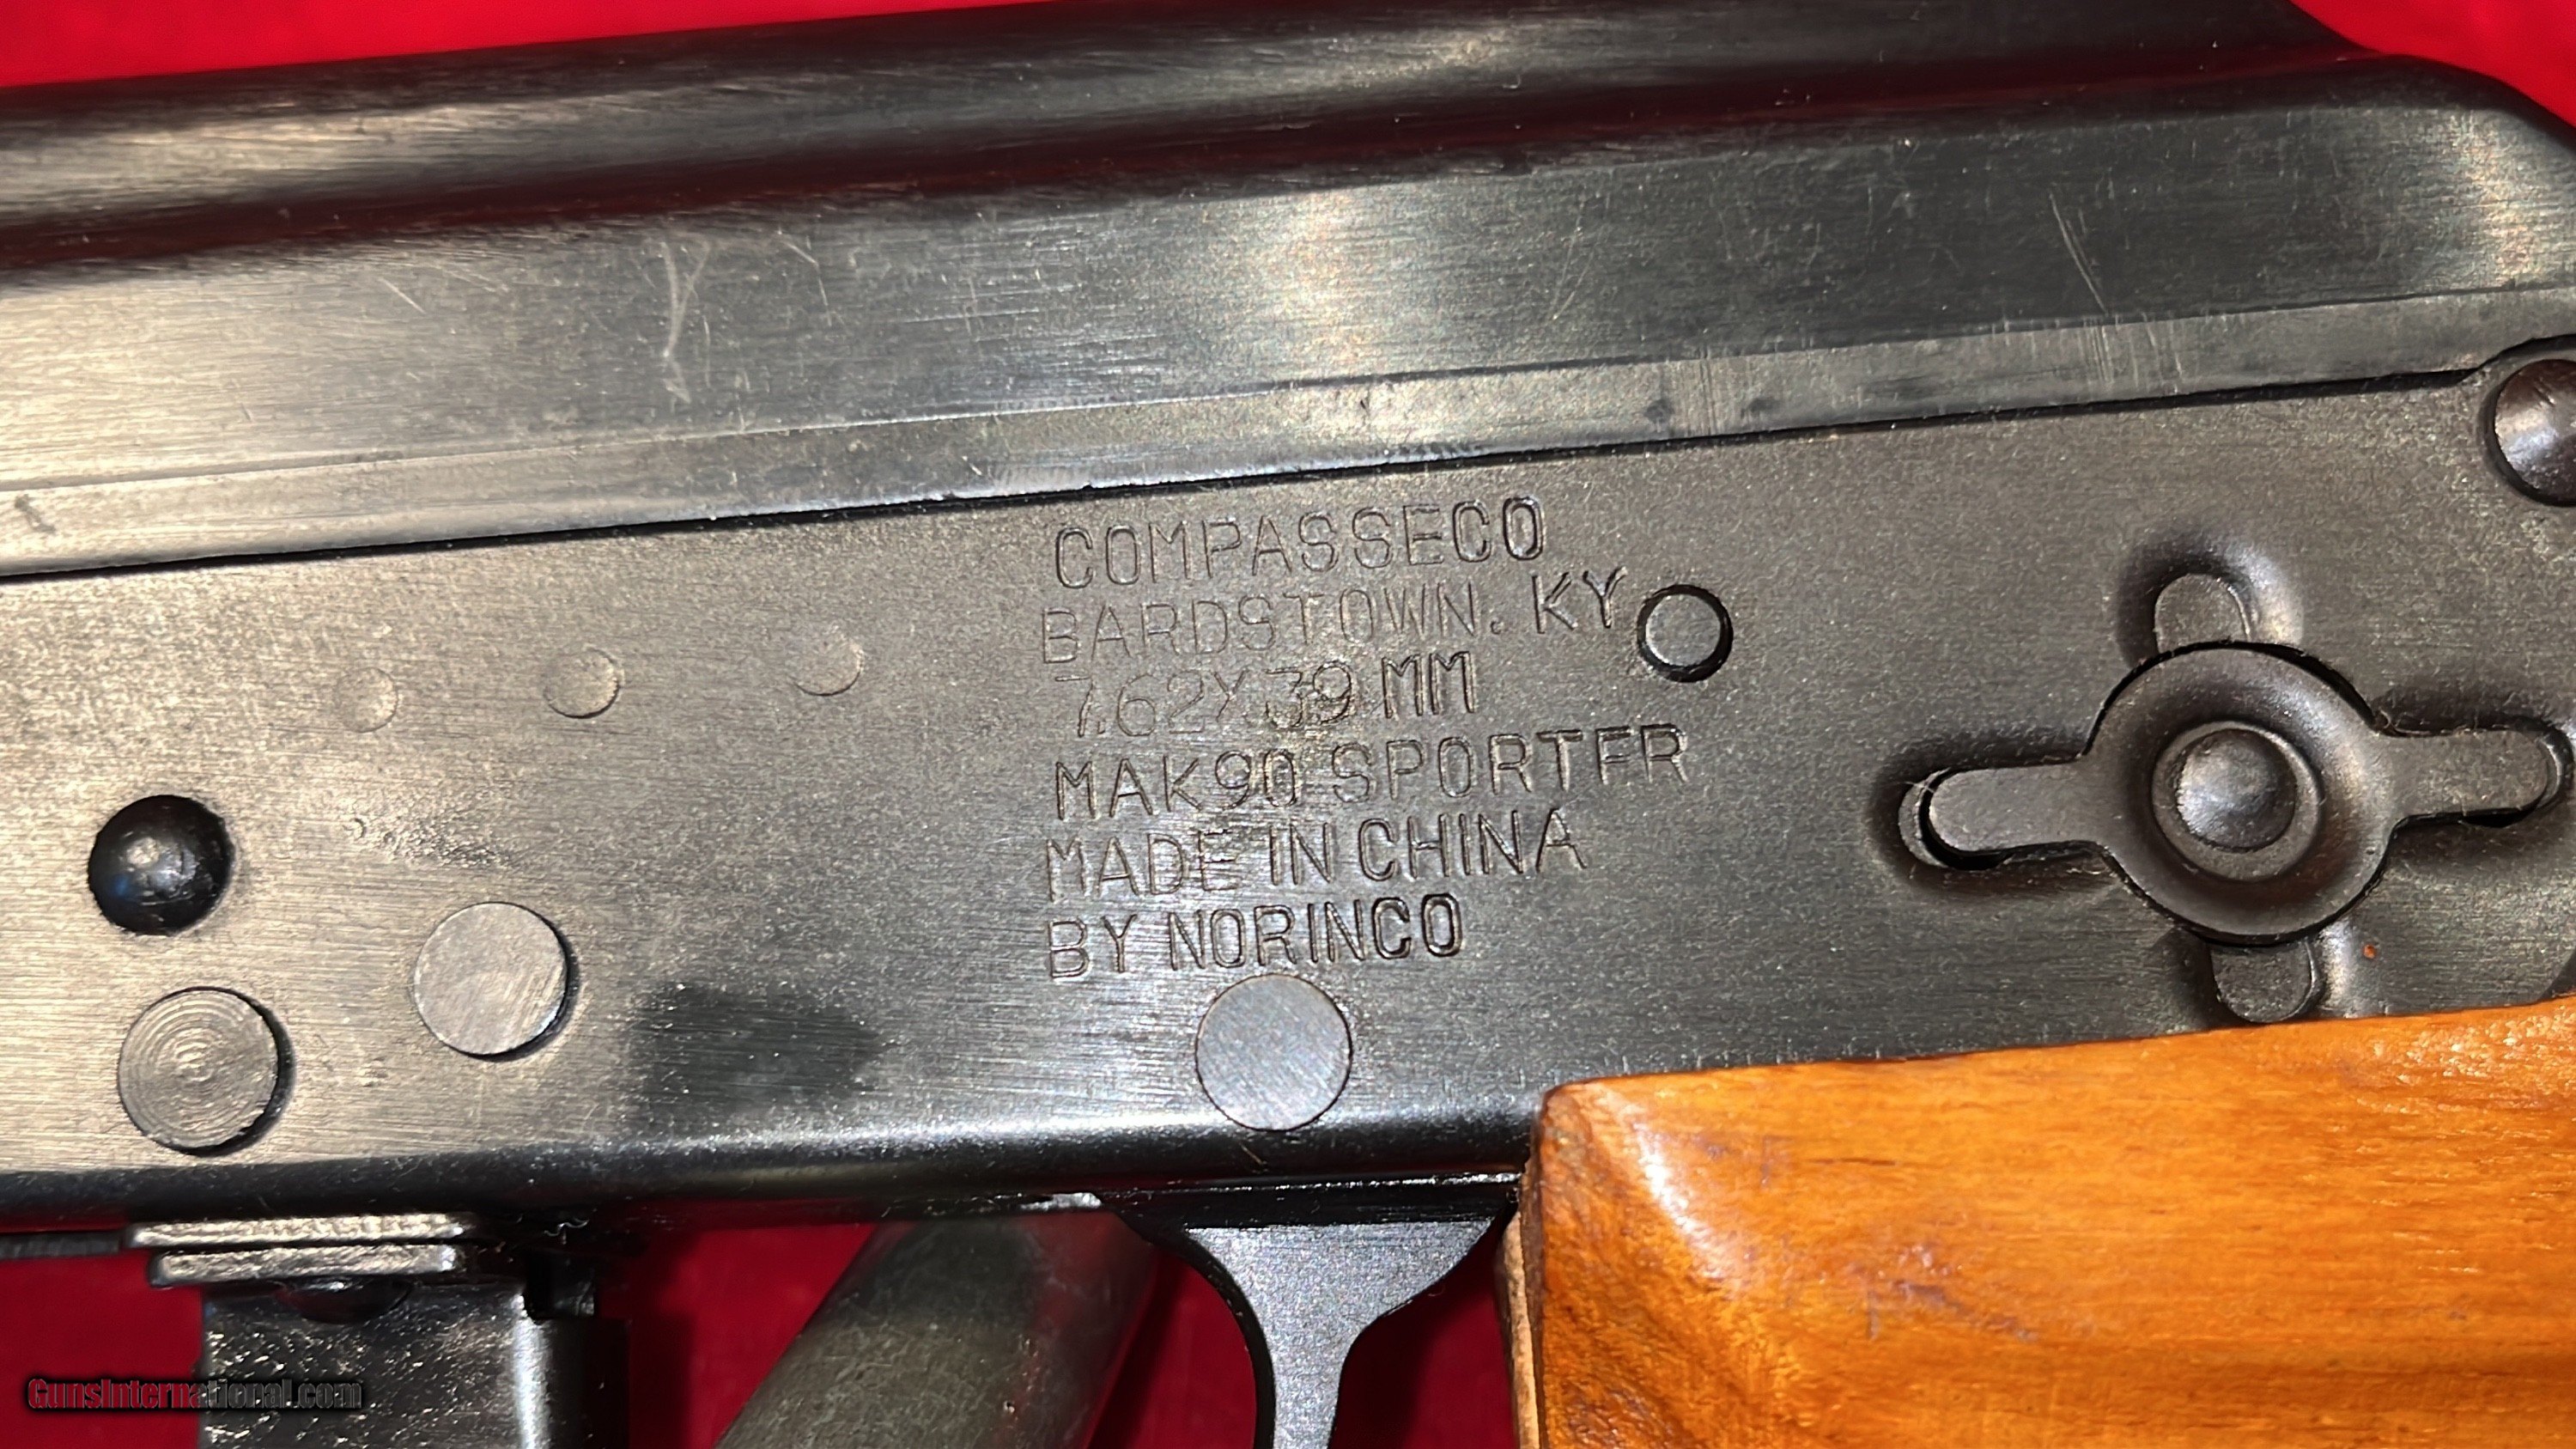 COMPASSECO
BARDSTOWN. KY
7.62X39 MM
MAK90 SPORTER
MADE IN CHINA
BY NORINCO
GunsInternational.com